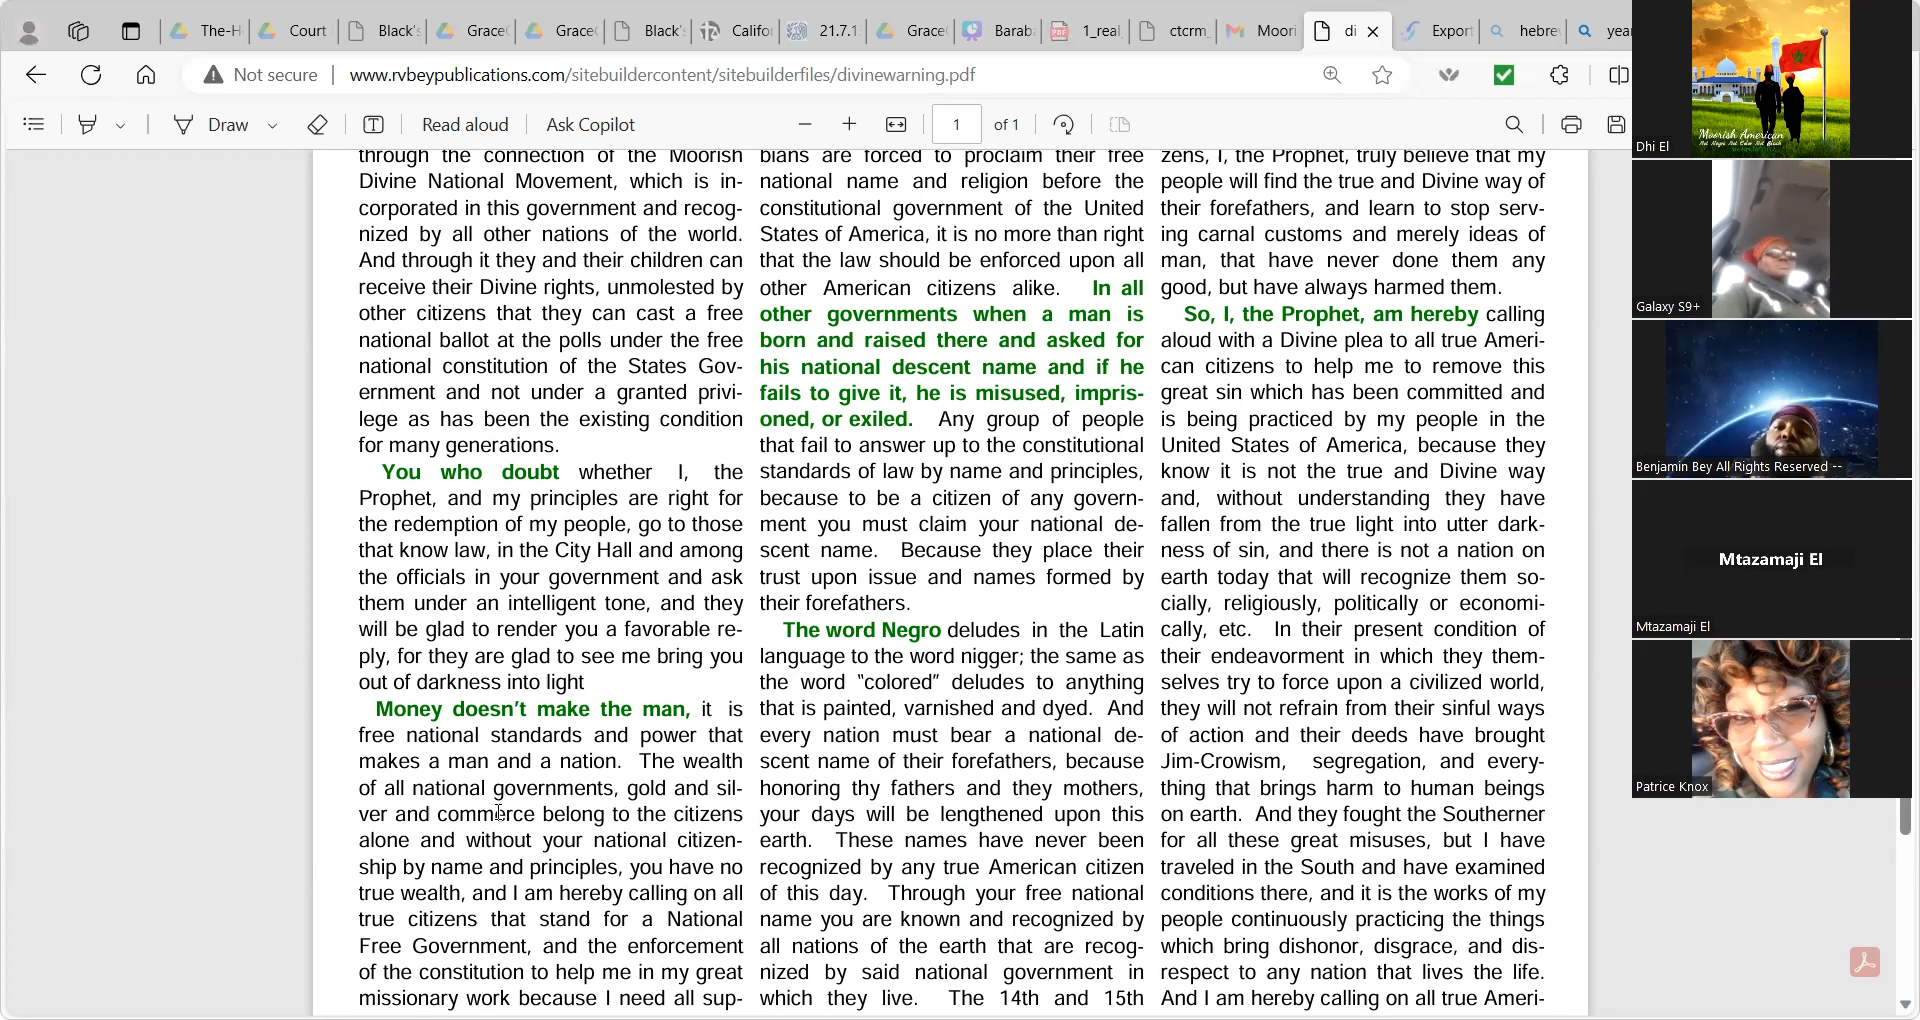 The-H
Court
Black's
Grace
Grace
Black's
Califo
21.7.1
Grace
Barab
1_real
ctcrm_
Moori
di
Export
hebre
year
Not secure
www.rvbeypublications.com/sitebuildercontent/sitebuilderfiles/divinewarning.pdf
Draw
Read aloud
Ask Copilot
1
of 1
through the connection of the Moorish
Divine National Movement, which is in-
corporated in this government and recog-
nized by all other nations of the world.
And through it they and their children can
receive their Divine rights, unmolested by
other citizens that they can cast a free
national ballot at the polls under the free
national constitution of the States Gov-
ernment and not under a granted privi-
lege as has been the existing condition
for many generations.
You who doubt whether I, the
Prophet, and my principles are right for
the redemption of my people, go to those
that know law, in the City Hall and among
the officials in your government and ask
them under an intelligent tone, and they
will be glad to render you a favorable re-
ply, for they are glad to see me bring you
out of darkness into light
Money doesn't make the man, it is
free national standards and power that
makes a man and a nation. The wealth
of all national governments, gold and sil-
ver and commerce belong to the citizens
alone and without your national citizen-
ship by name and principles, you have no
true wealth, and I am hereby calling on all
true citizens that stand for a National
Free Government, and the enforcement
of the constitution to help me in my great
missionary work because I need all sup-
bians are forced to proclaim their free
national name and religion before the
constitutional government of the United
States of America, it is no more than right
that the law should be enforced upon all
other American citizens alike. In all
other governments when a man is
born and raised there and asked for
his national descent name and if he
fails to give it, he is misused, impris-
oned, or exiled. Any group of people
that fail to answer up to the constitutional
standards of law by name and principles,
because to be a citizen of any govern-
ment you must claim your national de-
scent name. Because they place their
trust upon issue and names formed by
their forefathers.
The word Negro deludes in the Latin
language to the word nigger; the same as
the word "colored" deludes to anything
that is painted, varnished and dyed. And
every nation must bear a national de-
scent name of their forefathers, because
honoring thy fathers and they mothers,
your days will be lengthened upon this
earth. These names have never been
recognized by any true American citizen
of this day. Through your free national
name you are known and recognized by
all nations of the earth that are recog-
nized by said national government in
which they live. The 14th and 15th
zens, I, the Prophet, truly believe that my
people will find the true and Divine way of
their forefathers, and learn to stop serv-
ing carnal customs and merely ideas of
man, that have never done them any
good, but have always harmed them.
So, I, the Prophet, am hereby calling
aloud with a Divine plea to all true Ameri-
can citizens to help me to remove this
great sin which has been committed and
is being practiced by my people in the
United States of America, because they
know it is not the true and Divine way
and, without understanding they have
fallen from the true light into utter dark-
ness of sin, and there is not a nation on
earth today that will recognize them so-
cially, religiously, politically or economi-
cally, etc. In their present condition of
their endeavorment in which they them-
selves try to force upon a civilized world,
they will not refrain from their sinful ways
of action and their deeds have brought
Jim-Crowism, segregation, and every-
thing that brings harm to human beings
on earth. And they fought the Southerner
for all these great misuses, but I have
traveled in the South and have examined
conditions there, and it is the works of my
people continuously practicing the things
which bring dishonor, disgrace, and dis-
respect to any nation that lives the life.
And I am hereby calling on all true Ameri-
Moorish American
Not Negro Not Color Not Black
Dhi El
Galaxy S9+
Benjamin Bey All Rights Reserved --
Mtazamaji El
Mtazamaji El
Patrice Knox